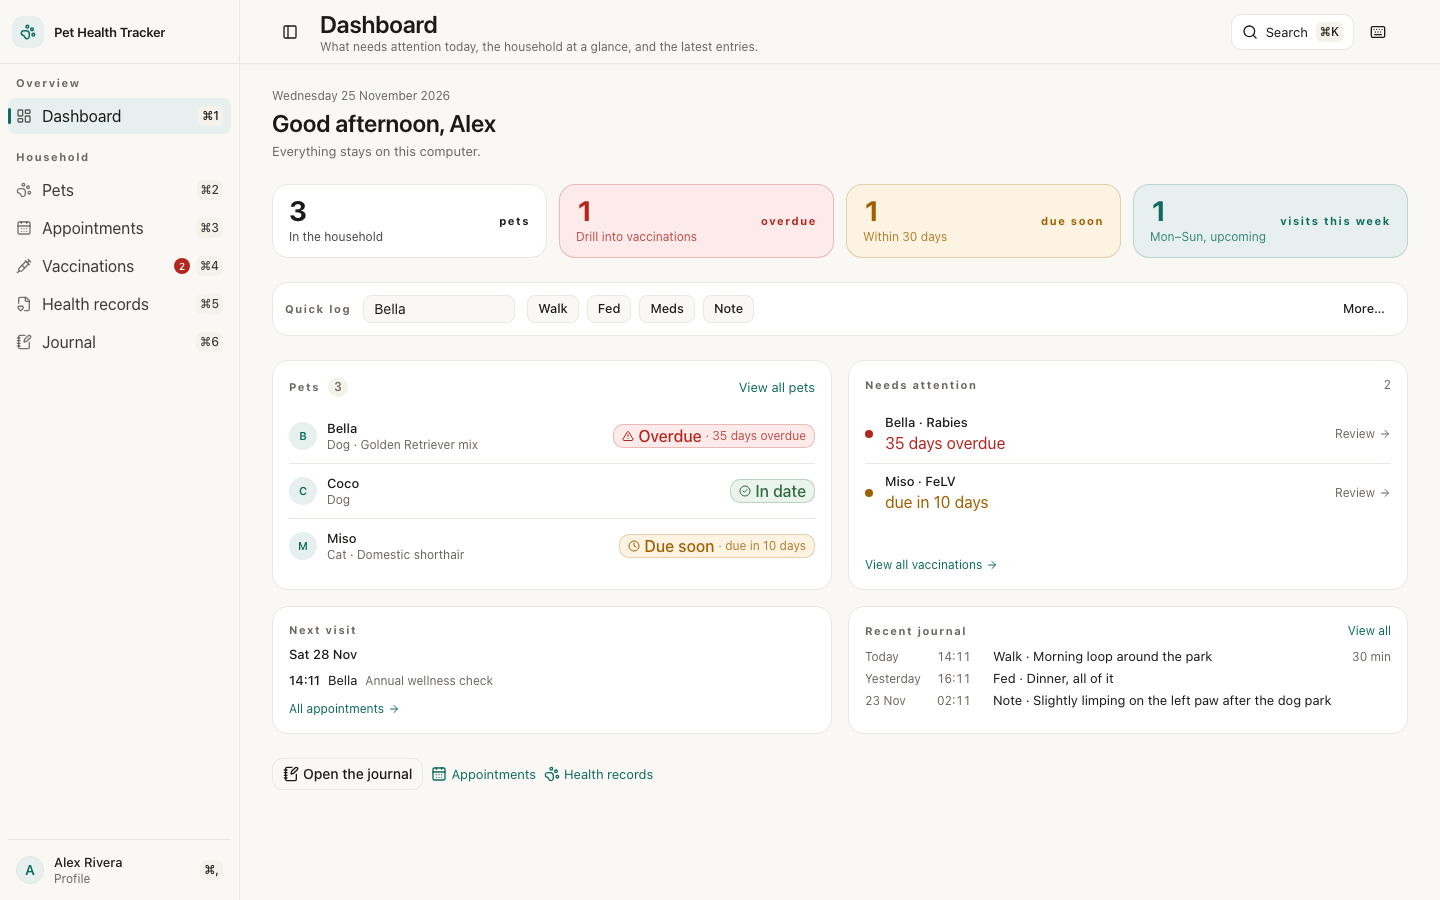 Pet Health Tracker
Overview
Dashboard ⌘1
Household
Pets ⌘2
Appointments ⌘3
Vaccinations 2 ⌘4
Health records ⌘5
Journal ⌘6
Alex Rivera
Profile
⌘,
Dashboard
What needs attention today, the household at a glance, and the latest entries.
Search ⌘K
Wednesday 25 November 2026
Good afternoon, Alex
Everything stays on this computer.
3
In the household
pets
1
Drill into vaccinations
overdue
1
Within 30 days
due soon
1
Mon–Sun, upcoming
visits this week
Quick log Bella Walk Fed Meds Note More...
Pets 3 View all pets
B
Bella
Dog · Golden Retriever mix
Overdue · 35 days overdue
C
Coco
Dog
In date
M
Miso
Cat · Domestic shorthair
Due soon · due in 10 days
Needs attention 2
Bella · Rabies
35 days overdue
Review →
Miso · FeLV
due in 10 days
Review →
View all vaccinations →
Next visit
Sat 28 Nov
14:11 Bella Annual wellness check
All appointments →
Recent journal View all
Today 14:11 Walk · Morning loop around the park 30 min
Yesterday 16:11 Fed · Dinner, all of it
23 Nov 02:11 Note · Slightly limping on the left paw after the dog park
Open the journal Appointments Health records
A